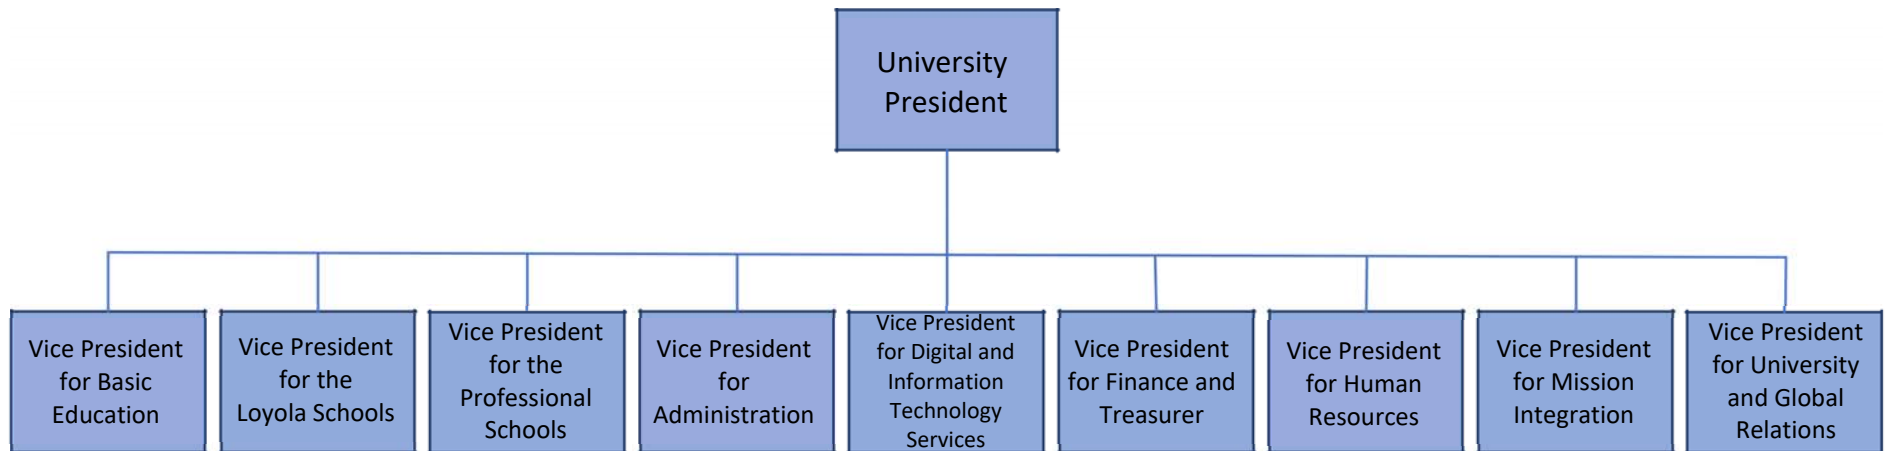 University
President
Vice President
for Basic
Education
Vice President
for the
Loyola Schools
Vice President
for the
Professional
Schools
Vice President
for
Administration
Vice President
for Digital and
Information
Technology
Services
Vice President
for Finance and
Treasurer
Vice President
for Human
Resources
Vice President
for Mission
Integration
Vice President
for University
and Global
Relations